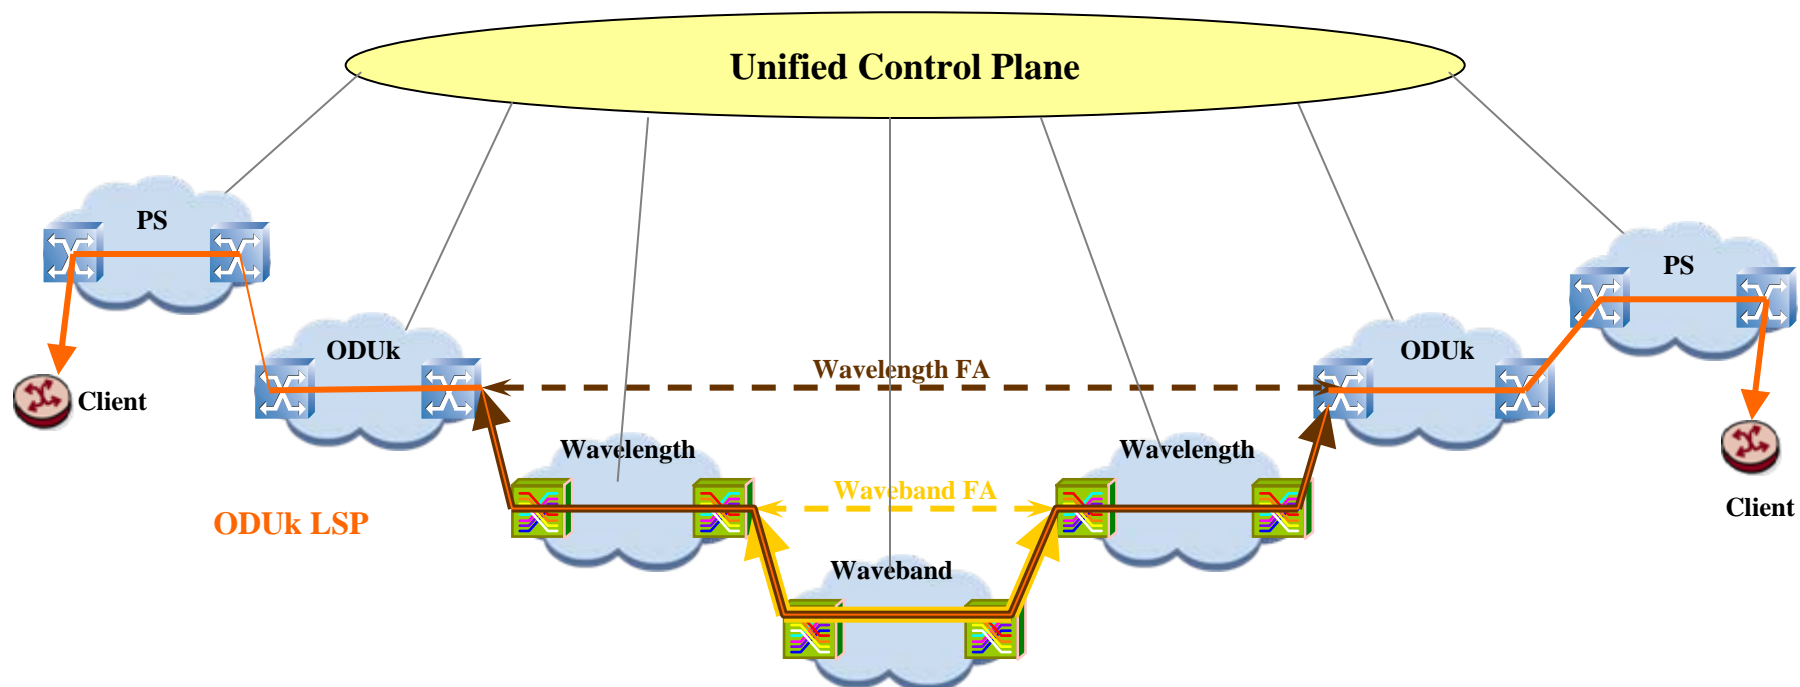 Unified Control Plane
PS
PS
ODUk
ODUk
Wavelength FA
Client
Wavelength
Wavelength
Waveband FA
Client
ODUk LSP
Waveband